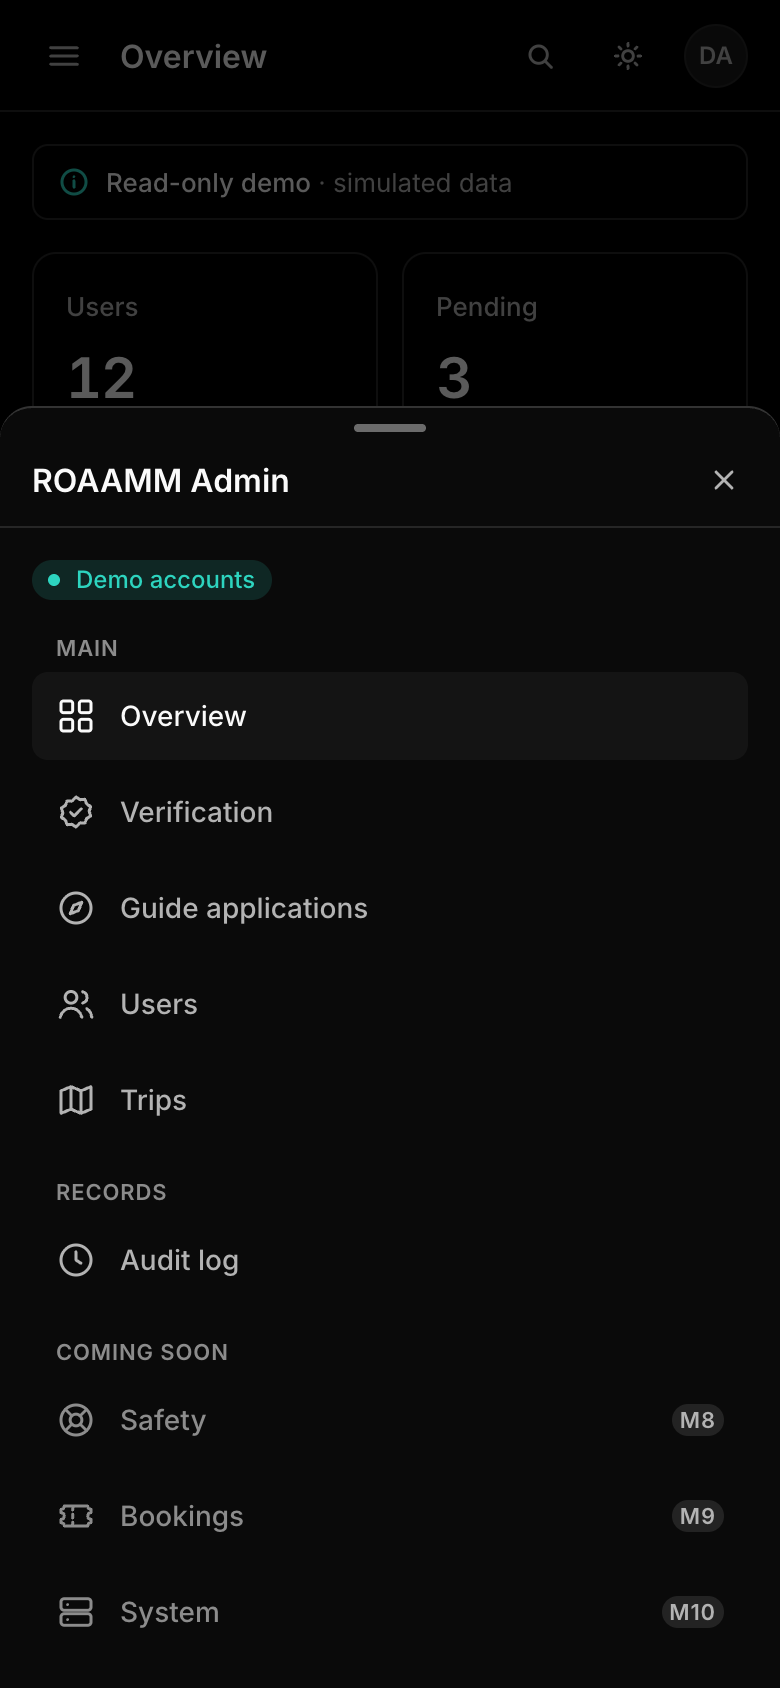 Overview
DA
Read-only demo · simulated data
Users
Pending
12
3
ROAAMM Admin
Demo accounts
MAIN
Overview
Verification
Guide applications
Users
Trips
RECORDS
Audit log
COMING SOON
Safety M8
Bookings M9
System M10